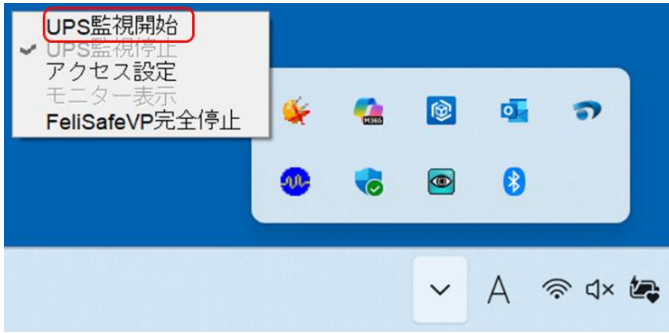 UPS監視開始
UPS監視停止
アクセス設定
モニター表示
FeliSafeVP完全停止
M365
A